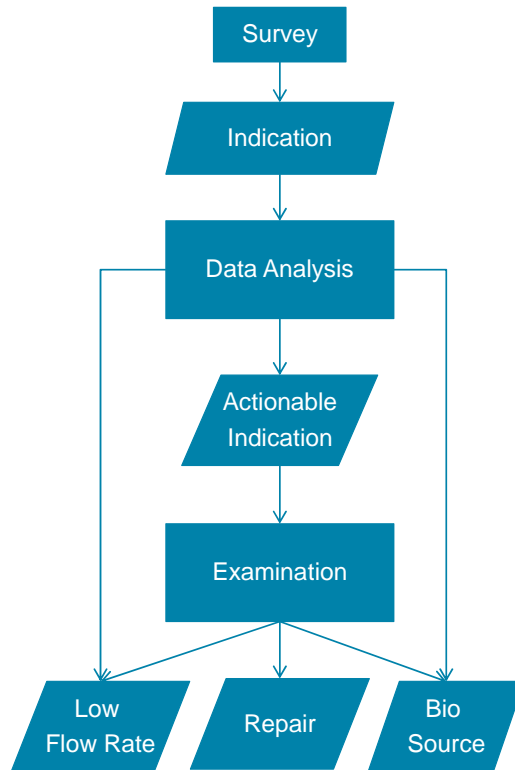 Survey
Indication
Data Analysis
Actionable
Indication
Examination
Low
Flow Rate
Repair
Bio
Source